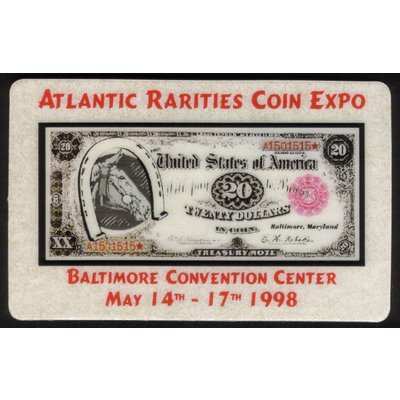 ATLANTIC RARITIES COIN EXPO
A1501515★
20
20
United States of America
20
TWENTY DOLLARS
IN COIN.
Baltimore, Maryland
XX
A1501515★
TREASURY NOTE
BALTIMORE CONVENTION CENTER
MAY 14TH - 17TH 1998